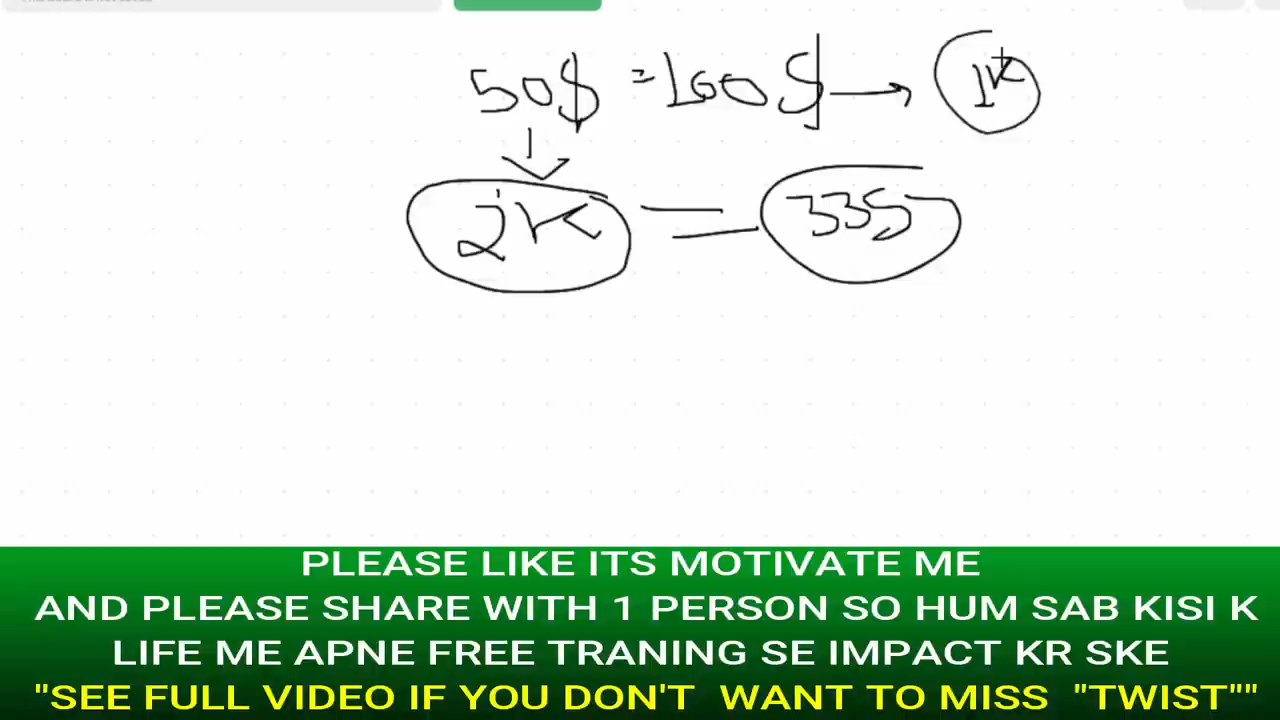 50$ = 100$ → 1K
2K = 335
PLEASE LIKE ITS MOTIVATE ME
AND PLEASE SHARE WITH 1 PERSON SO HUM SAB KISI K
LIFE ME APNE FREE TRANING SE IMPACT KR SKE
"SEE FULL VIDEO IF YOU DON'T WANT TO MISS "TWIST""